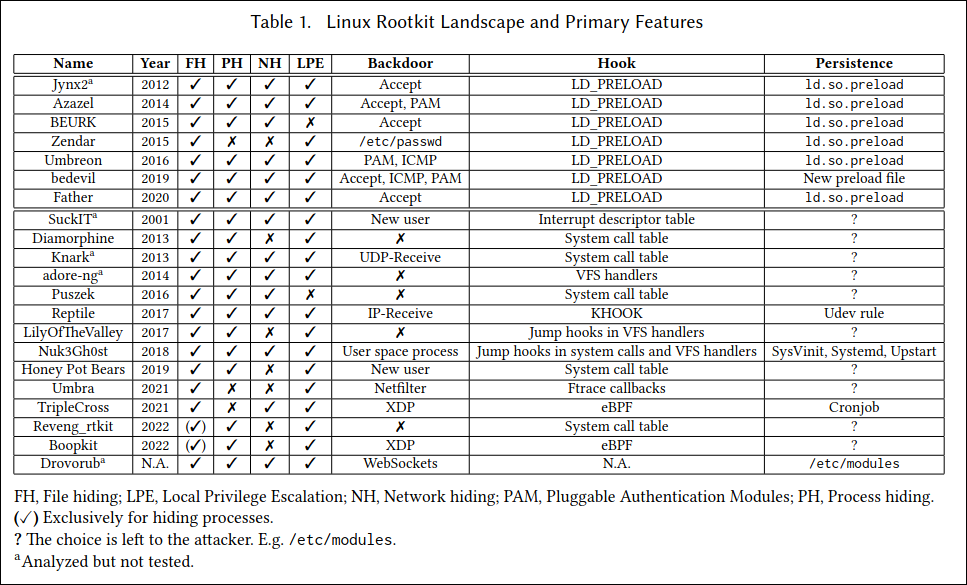 Table 1. Linux Rootkit Landscape and Primary Features
Name Year FH PH NH LPE Backdoor Hook Persistence
Jynx2ᵃ 2012 ✓ ✓ ✓ ✓ Accept LD_PRELOAD ld.so.preload
Azazel 2014 ✓ ✓ ✓ ✓ Accept, PAM LD_PRELOAD ld.so.preload
BEURK 2015 ✓ ✓ ✓ ✗ Accept LD_PRELOAD ld.so.preload
Zendar 2015 ✓ ✗ ✗ ✓ /etc/passwd LD_PRELOAD ld.so.preload
Umbreon 2016 ✓ ✓ ✓ ✓ PAM, ICMP LD_PRELOAD ld.so.preload
bedevil 2019 ✓ ✓ ✓ ✓ Accept, ICMP, PAM LD_PRELOAD New preload file
Father 2020 ✓ ✓ ✓ ✓ Accept LD_PRELOAD ld.so.preload
SuckITᵃ 2001 ✓ ✓ ✓ ✓ New user Interrupt descriptor table ?
Diamorphine 2013 ✓ ✓ ✗ ✓ ✗ System call table ?
Knarkᵃ 2013 ✓ ✓ ✓ ✓ UDP-Receive System call table ?
adore-ngᵃ 2014 ✓ ✓ ✓ ✓ ✗ VFS handlers ?
Puszek 2016 ✓ ✓ ✓ ✗ ✗ System call table ?
Reptile 2017 ✓ ✓ ✓ ✓ IP-Receive KHOOK Udev rule
LilyOfTheValley 2017 ✓ ✓ ✗ ✓ ✗ Jump hooks in VFS handlers ?
Nuk3Gh0st 2018 ✓ ✓ ✓ ✓ User space process Jump hooks in system calls and VFS handlers SysVinit, Systemd, Upstart
Honey Pot Bears 2019 ✓ ✓ ✗ ✓ New user System call table ?
Umbra 2021 ✓ ✗ ✗ ✓ Netfilter Ftrace callbacks ?
TripleCross 2021 ✓ ✗ ✓ ✓ XDP eBPF Cronjob
Reveng_rtkit 2022 (✓) ✓ ✗ ✓ ✗ System call table ?
Boopkit 2022 (✓) ✓ ✗ ✓ XDP eBPF ?
Drovorubᵃ N.A. ✓ ✓ ✓ ✓ WebSockets N.A. /etc/modules
FH, File hiding; LPE, Local Privilege Escalation; NH, Network hiding; PAM, Pluggable Authentication Modules; PH, Process hiding.
(✓) Exclusively for hiding processes.
? The choice is left to the attacker. E.g. /etc/modules.
ᵃ Analyzed but not tested.